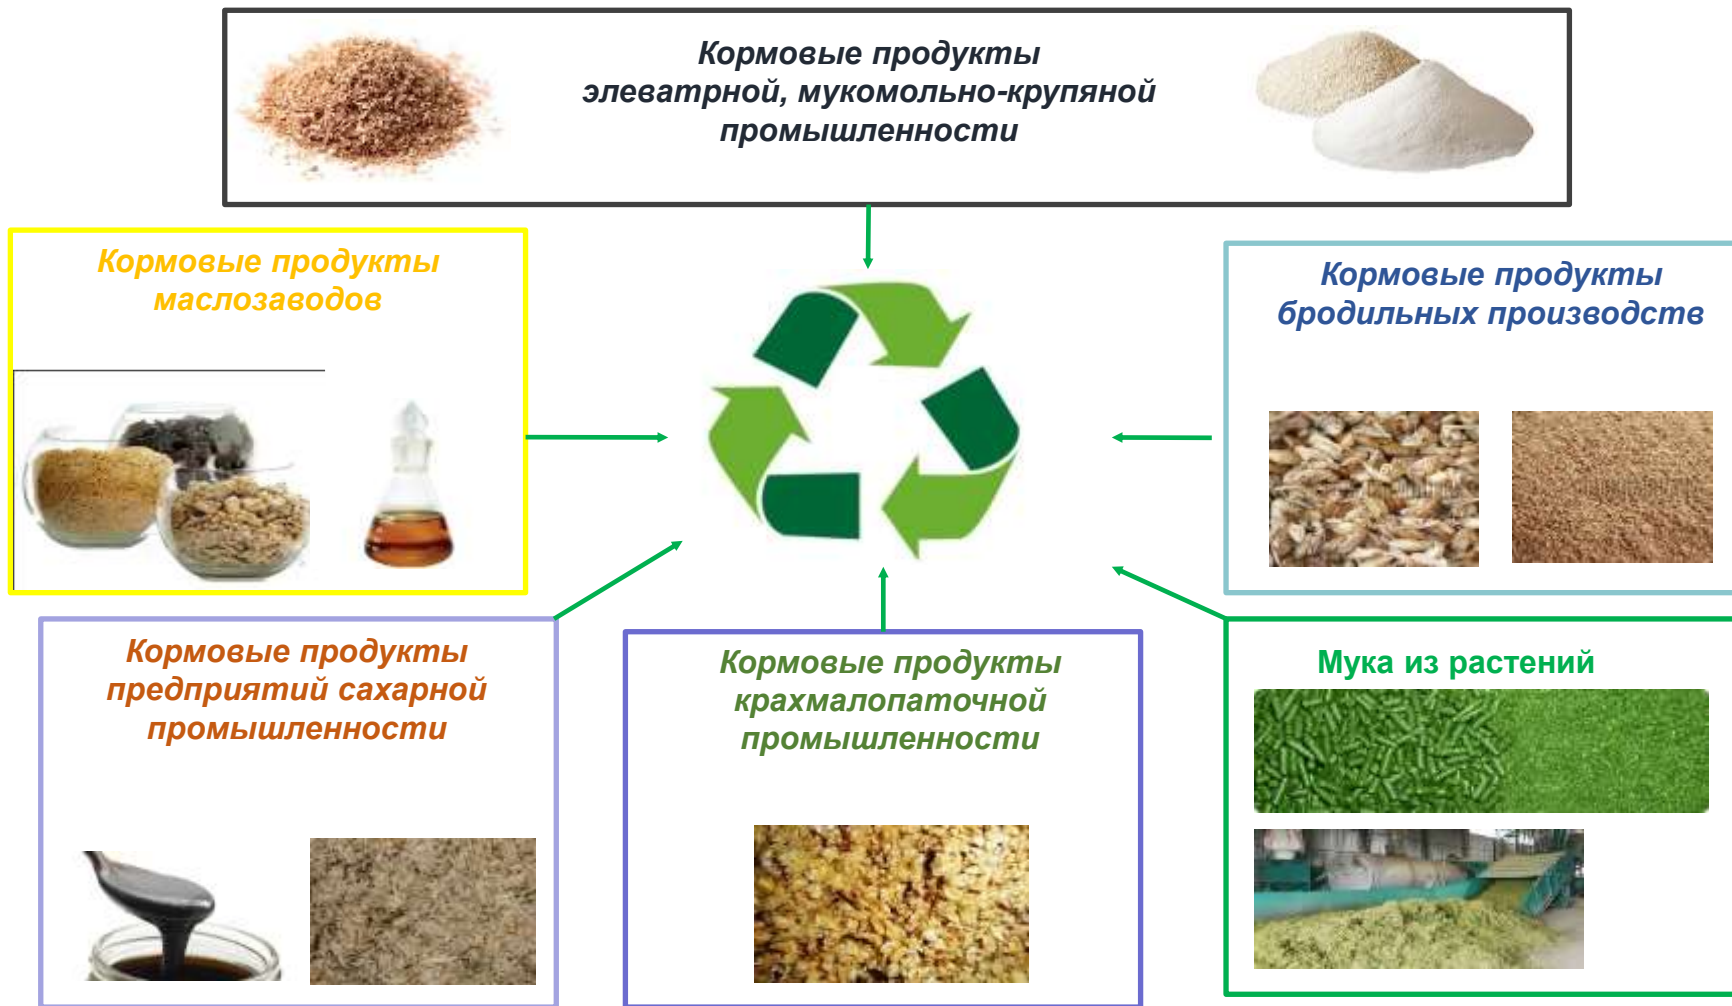 Кормовые продукты
элеватрной, мукомольно-крупяной
промышленности
Кормовые продукты
маслозаводов
Кормовые продукты
бродильных производств
Кормовые продукты
предприятий сахарной
промышленности
Кормовые продукты
крахмалопаточной
промышленности
Мука из растений